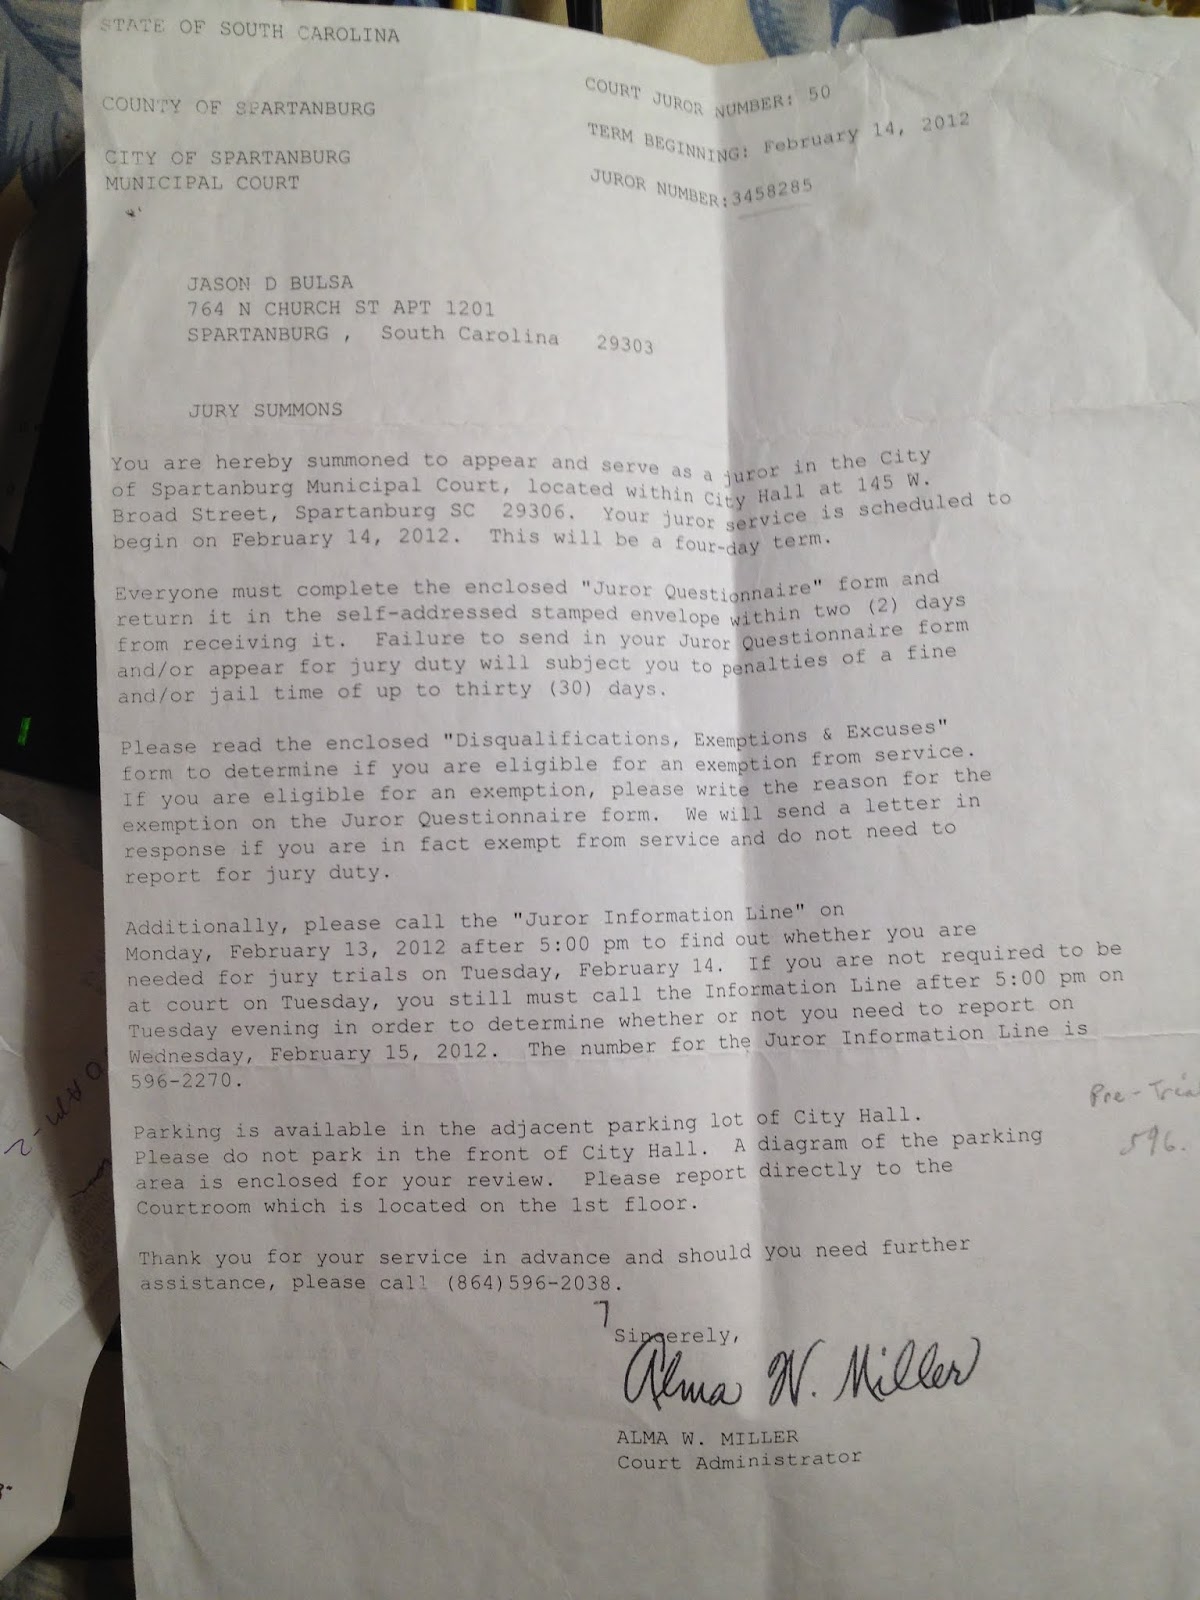 STATE OF SOUTH CAROLINA
COUNTY OF SPARTANBURG
CITY OF SPARTANBURG
MUNICIPAL COURT
COURT JUROR NUMBER: 50
TERM BEGINNING: February 14, 2012
JUROR NUMBER:3458285
JASON D BULSA
764 N CHURCH ST APT 1201
SPARTANBURG , South Carolina 29303
JURY SUMMONS
You are hereby summoned to appear and serve as a juror in the City
of Spartanburg Municipal Court, located within City Hall at 145 W.
Broad Street, Spartanburg SC 29306. Your juror service is scheduled to
begin on February 14, 2012. This will be a four-day term.
Everyone must complete the enclosed "Juror Questionnaire" form and
return it in the self-addressed stamped envelope within two (2) days
from receiving it. Failure to send in your Juror Questionnaire form
and/or appear for jury duty will subject you to penalties of a fine
and/or jail time of up to thirty (30) days.
Please read the enclosed "Disqualifications, Exemptions & Excuses"
form to determine if you are eligible for an exemption from service.
If you are eligible for an exemption, please write the reason for the
exemption on the Juror Questionnaire form. We will send a letter in
response if you are in fact exempt from service and do not need to
report for jury duty.
Additionally, please call the "Juror Information Line" on
Monday, February 13, 2012 after 5:00 pm to find out whether you are
needed for jury trials on Tuesday, February 14. If you are not required to be
at court on Tuesday, you still must call the Information Line after 5:00 pm on
Tuesday evening in order to determine whether or not you need to report on
Wednesday, February 15, 2012. The number for the Juror Information Line is
596-2270.
Pre-Tria
596.
Parking is available in the adjacent parking lot of City Hall.
Please do not park in the front of City Hall. A diagram of the parking
area is enclosed for your review. Please report directly to the
Courtroom which is located on the 1st floor.
Thank you for your service in advance and should you need further
assistance, please call (864)596-2038.
7
Sincerely,
Alma W. Miller
ALMA W. MILLER
Court Administrator